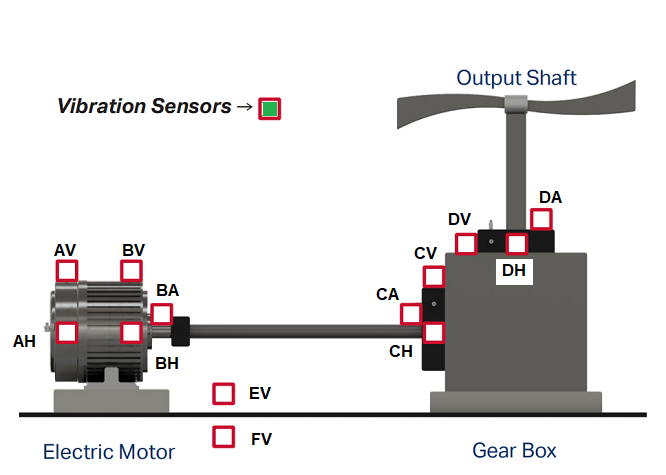 Output Shaft
Vibration Sensors →
DA
DV
AV
BV
CV
DH
BA
CA
AH
CH
BH
EV
FV
Electric Motor
Gear Box